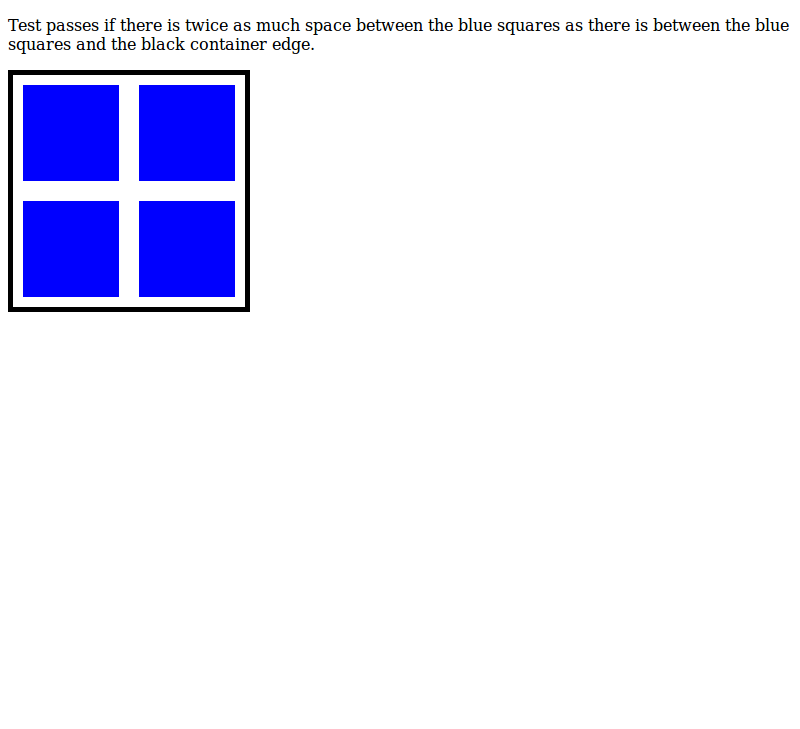 Test passes if there is twice as much space between the blue squares as there is between the blue
squares and the black container edge.